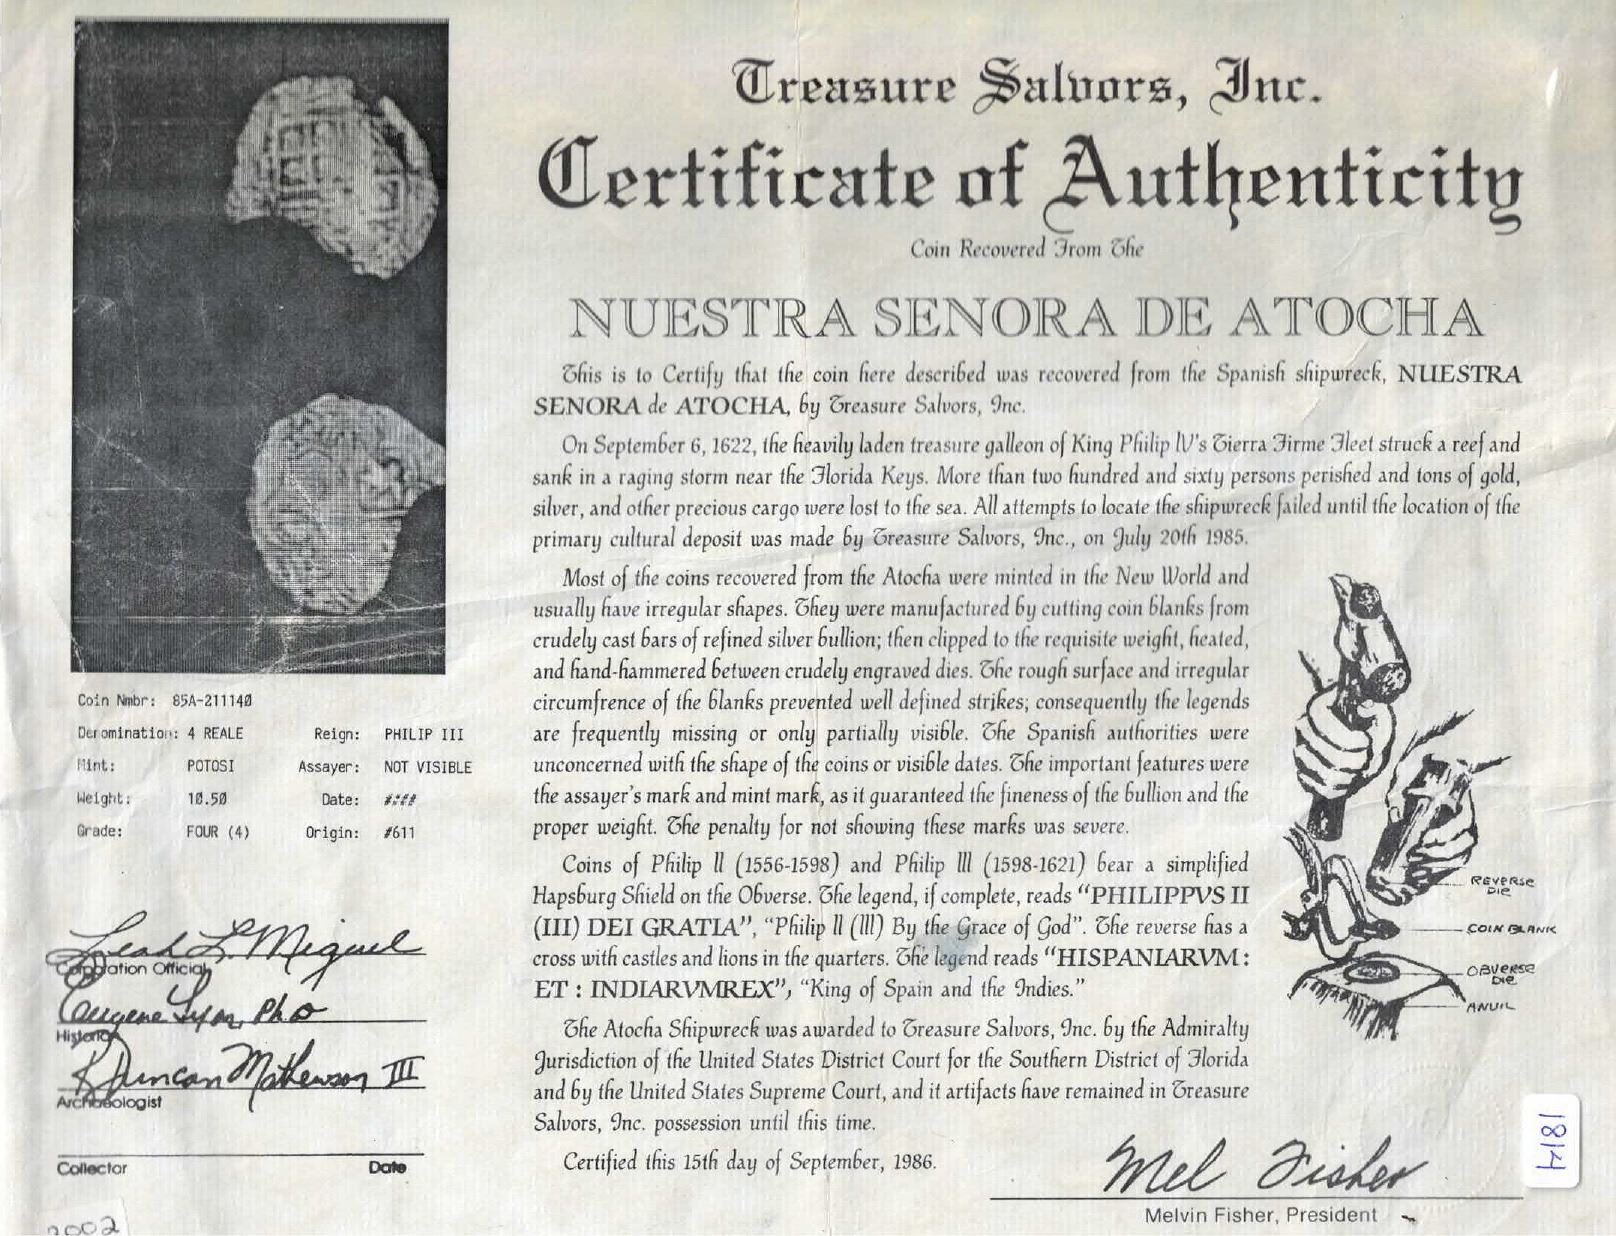 Treasure Salvors, Inc.
Certificate of Authenticity
Coin Recovered From The
NUESTRA SENORA DE ATOCHA
This is to Certify that the coin here described was recovered from the Spanish shipwreck, NUESTRA
SENORA de ATOCHA, by Treasure Salvors, Inc.
On September 6, 1622, the heavily laden treasure galleon of King Philip IV's Tierra Firme Fleet struck a reef and
sank in a raging storm near the Florida Keys. More than two hundred and sixty persons perished and tons of gold,
silver, and other precious cargo were lost to the sea. All attempts to locate the shipwreck failed until the location of the
primary cultural deposit was made by Treasure Salvors, Inc., on July 20th 1985.
Most of the coins recovered from the Atocha were minted in the New World and
usually have irregular shapes. They were manufactured by cutting coin blanks from
crudely cast bars of refined silver bullion; then clipped to the requisite weight, heated,
and hand-hammered between crudely engraved dies. The rough surface and irregular
circumfrence of the blanks prevented well defined strikes; consequently the legends
are frequently missing or only partially visible. The Spanish authorities were
unconcerned with the shape of the coins or visible dates. The important features were
the assayer's mark and mint mark, as it guaranteed the fineness of the bullion and the
proper weight. The penalty for not showing these marks was severe.
Coins of Philip II (1556-1598) and Philip III (1598-1621) bear a simplified
Hapsburg Shield on the Obverse. The legend, if complete, reads “PHILIPPVS II
(III) DEI GRATIA”, “Philip II (III) By the Grace of God”. The reverse has a
cross with castles and lions in the quarters. The legend reads “HISPANIARVM :
ET : INDIARVMREX”, “King of Spain and the Indies.”
The Atocha Shipwreck was awarded to Treasure Salvors, Inc. by the Admiralty
Jurisdiction of the United States District Court for the Southern District of Florida
and by the United States Supreme Court, and it artifacts have remained in Treasure
Salvors, Inc. possession until this time.
Certified this 15th day of September, 1986.
REVERSE
DIE
COIN BLANK
OBVERSE
DIE
ANVIL
Mel Fisher
Melvin Fisher, President
1814
Coin Nmbr: 85A-211140
Denomination: 4 REALE Reign: PHILIP III
Mint: POTOSI Assayer: NOT VISIBLE
Weight: 10.50 Date: ####
Grade: FOUR (4) Origin: #611
Leah L. Miguel
Corporation Official
Eugene Lyon, Ph.D
Historian
R Duncan Mathewson III
Archaeologist
Collector Date
2002